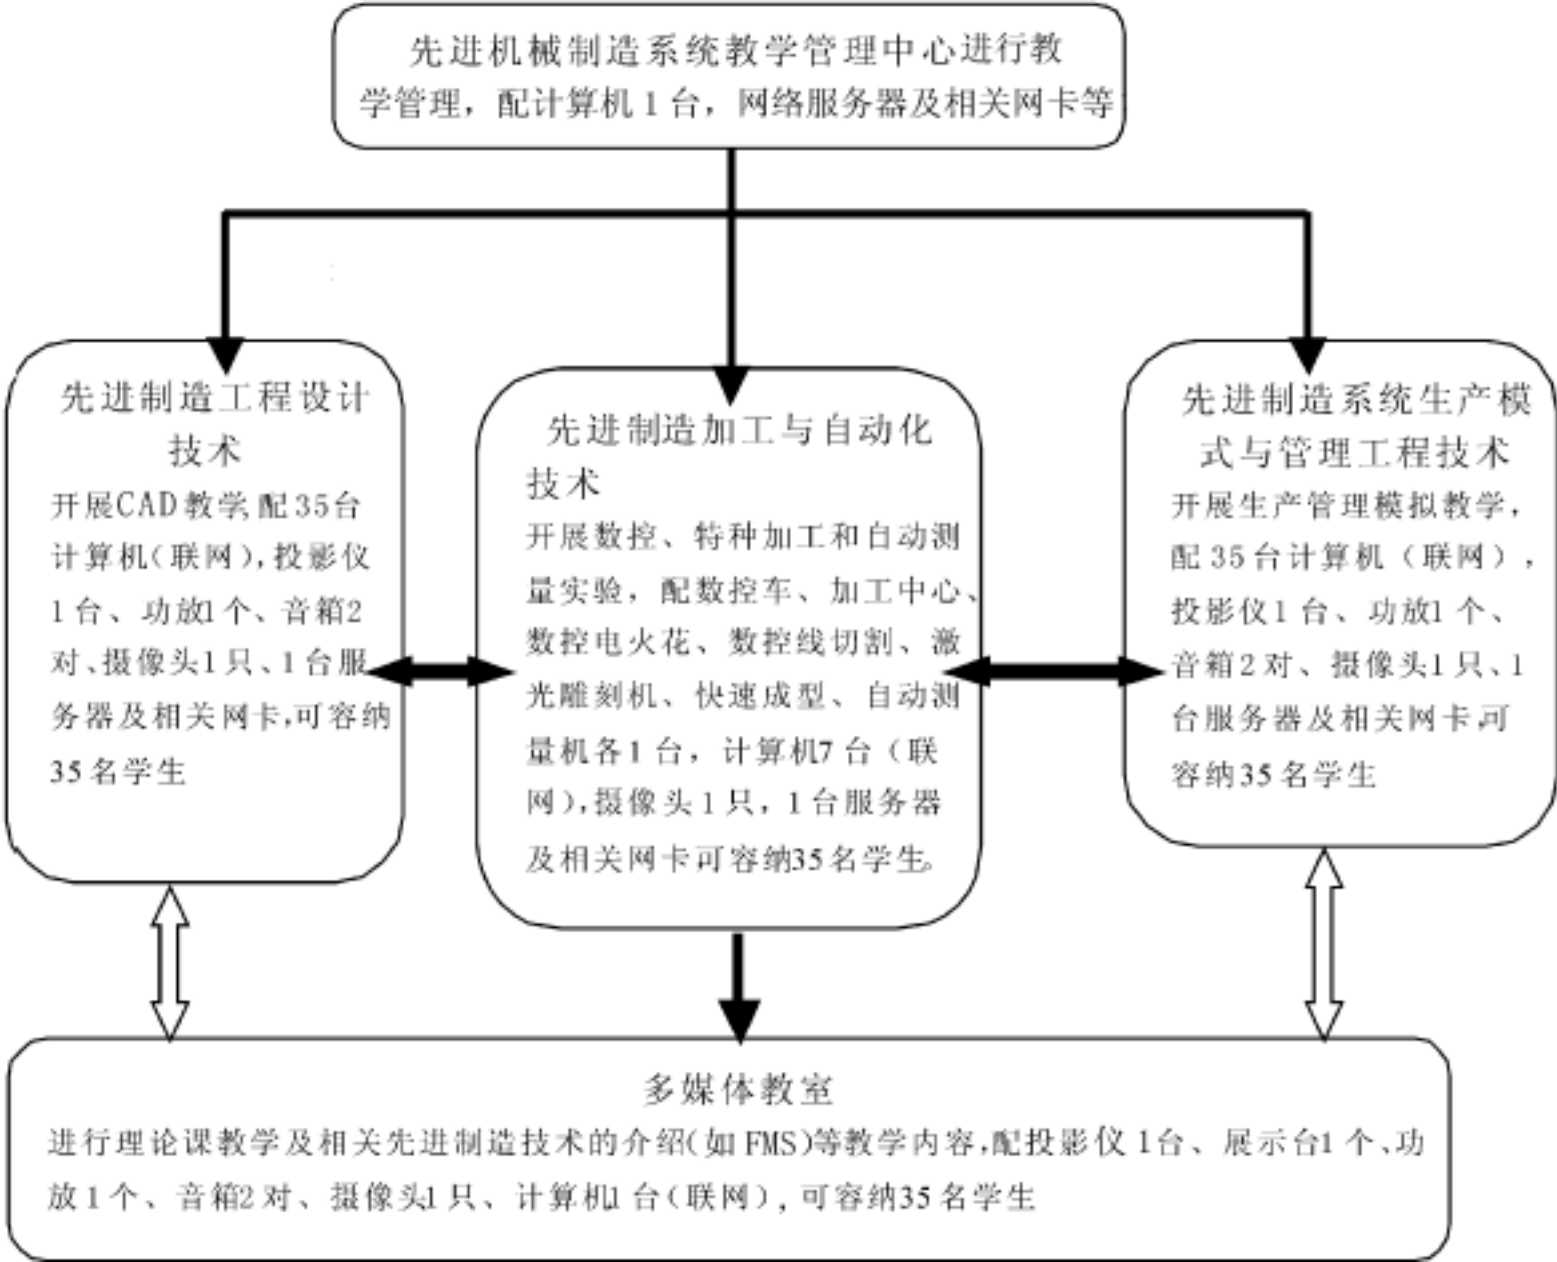 先进机械制造系统教学管理中心进行教
学管理，配计算机1台，网络服务器及相关网卡等
先进制造工程设计
技术
开展CAD教学,配35台
计算机(联网),投影仪
1台、功放1个、音箱2
对、摄像头1只、1台服
务器及相关网卡,可容纳
35名学生
先进制造加工与自动化
技术
开展数控、特种加工和自动测
量实验，配数控车、加工中心、
数控电火花、数控线切割、激
光雕刻机、快速成型、自动测
量机各1台，计算机7台（联
网),摄像头1只，1台服务器
及相关网卡,可容纳35名学生。
先进制造系统生产模
式与管理工程技术
开展生产管理模拟教学，
配35台计算机（联网），
投影仪1台、功放1个、
音箱2对、摄像头1只、1
台服务器及相关网卡,可
容纳35名学生
多媒体教室
进行理论课教学及相关先进制造技术的介绍(如FMS)等教学内容,配投影仪1台、展示台1个、功
放1个、音箱2对、摄像头1只、计算机1台(联网),可容纳35名学生